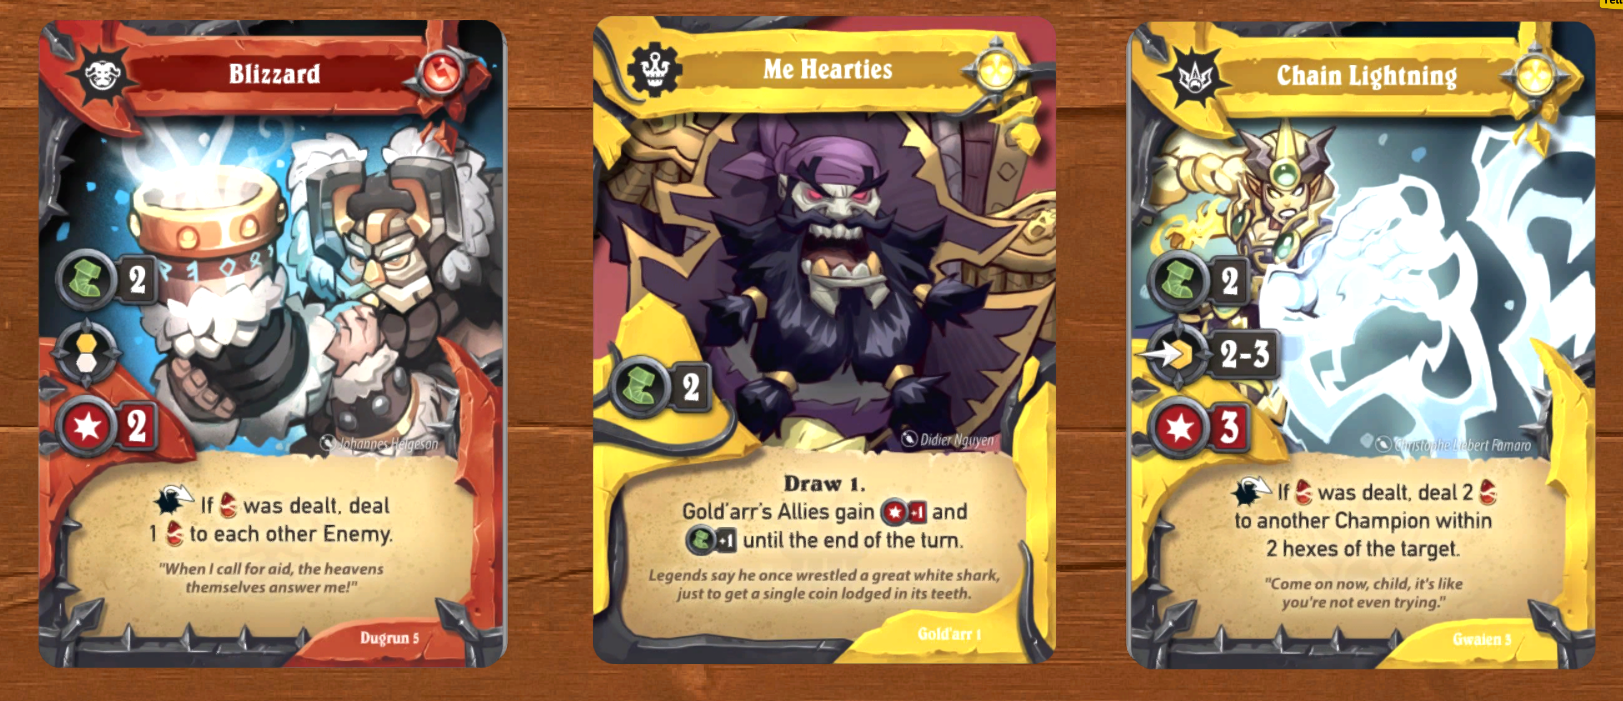 Blizzard
2
2
Johannes Helgeson
If was dealt, deal
1 to each other Enemy.
"When I call for aid, the heavens
themselves answer me!"
Dugrun 5
Me Hearties
2
Didier Nguyen
Draw 1.
Gold'arr's Allies gain +1 and
+1 until the end of the turn.
Legends say he once wrestled a great white shark,
just to get a single coin lodged in its teeth.
Gold'arr 1
Chain Lightning
2
2-3
3
If was dealt, deal 2
to another Champion within
2 hexes of the target.
"Come on now, child, it's like
you're not even trying."